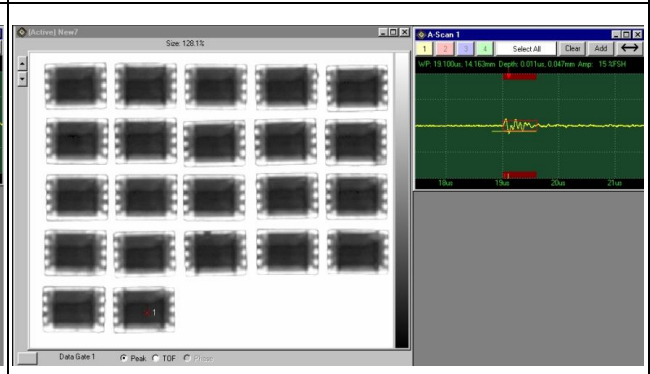 [Active] New7
Size: 128.1%
1
Data Gate 1
Peak
TOF
Phase
A-Scan 1
1
2
3
4
Select All
Clear
Add
WP: 19.100us, 14.163mm Depth: 0.011us, 0.047mm Amp: 15 %FSH
18us
19us
20us
21us